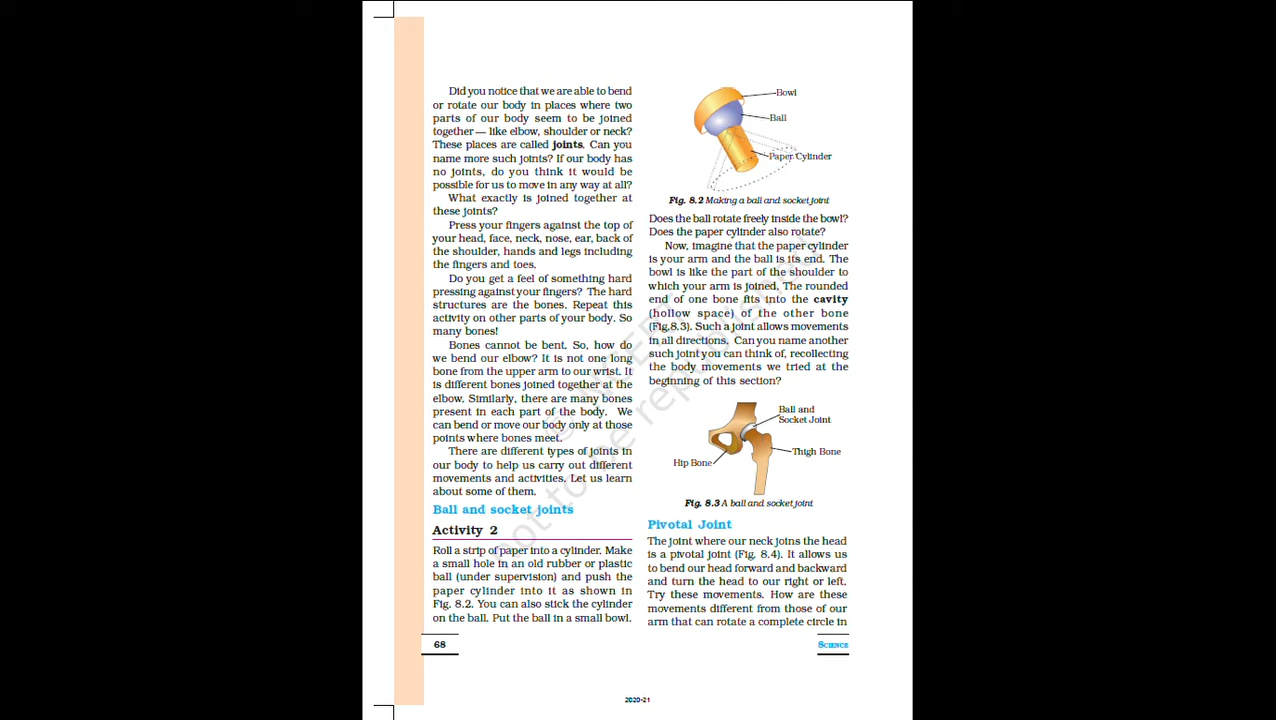 Did you notice that we are able to bend
or rotate our body in places where two
parts of our body seem to be joined
together — like elbow, shoulder or neck?
These places are called joints. Can you
name more such joints? If our body has
no joints, do you think it would be
possible for us to move in any way at all?
What exactly is joined together at
these joints?
Press your fingers against the top of
your head, face, neck, nose, ear, back of
the shoulder, hands and legs including
the fingers and toes.
Do you get a feel of something hard
pressing against your fingers? The hard
structures are the bones. Repeat this
activity on other parts of your body. So
many bones!
Bones cannot be bent. So, how do
we bend our elbow? It is not one long
bone from the upper arm to our wrist. It
is different bones joined together at the
elbow. Similarly, there are many bones
present in each part of the body. We
can bend or move our body only at those
points where bones meet.
There are different types of joints in
our body to help us carry out different
movements and activities. Let us learn
about some of them.
Ball and socket joints
Activity 2
Roll a strip of paper into a cylinder. Make
a small hole in an old rubber or plastic
ball (under supervision) and push the
paper cylinder into it as shown in
Fig. 8.2. You can also stick the cylinder
on the ball. Put the ball in a small bowl.
Bowl
Ball
Paper Cylinder
Fig. 8.2 Making a ball and socket joint
Does the ball rotate freely inside the bowl?
Does the paper cylinder also rotate?
Now, imagine that the paper cylinder
is your arm and the ball is its end. The
bowl is like the part of the shoulder to
which your arm is joined. The rounded
end of one bone fits into the cavity
(hollow space) of the other bone
(Fig.8.3). Such a joint allows movements
in all directions. Can you name another
such joint you can think of, recollecting
the body movements we tried at the
beginning of this section?
Ball and
Socket Joint
Thigh Bone
Hip Bone
Fig. 8.3 A ball and socket joint
Pivotal Joint
The joint where our neck joins the head
is a pivotal joint (Fig. 8.4). It allows us
to bend our head forward and backward
and turn the head to our right or left.
Try these movements. How are these
movements different from those of our
arm that can rotate a complete circle in
68
SCIENCE
2020-21
© NCERT
not to be republished